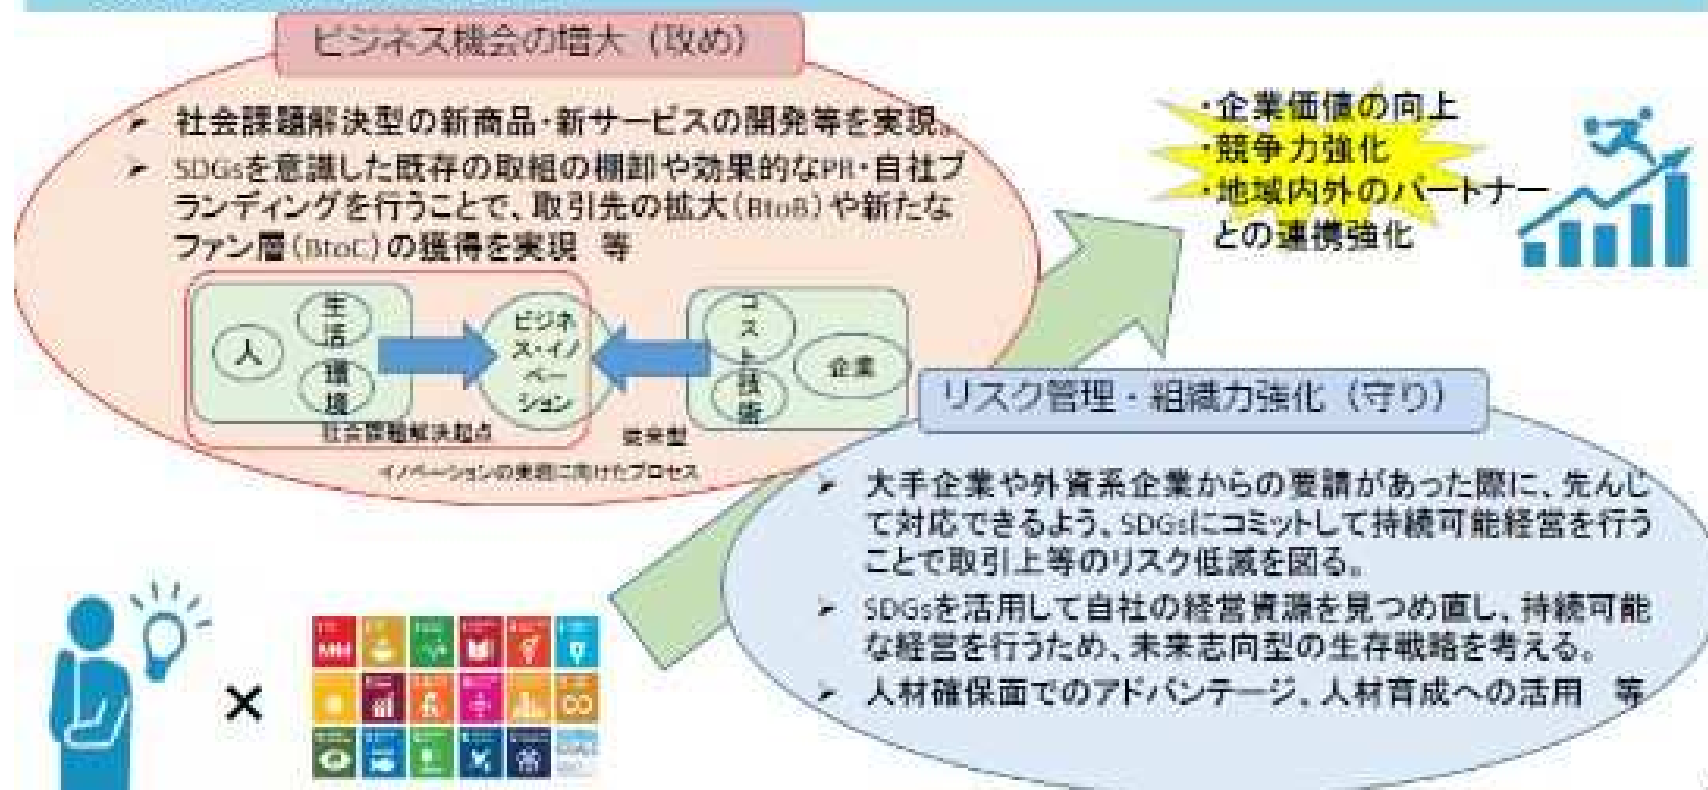 ビジネス機会の増大（攻め）
➢ 社会課題解決型の新商品・新サービスの開発等を実現。
➢ SDGsを意識した既存の取組の棚卸や効果的なPR・自社ブ
ランディングを行うことで、取引先の拡大（BtoB）や新たな
ファン層（BtoC）の獲得を実現　等
人
生活
環境
ビジネ
ス・イノ
ベー
ション
コスト
技術
企業
社会課題解決起点
従来型
イノベーションの実現に向けたプロセス
・企業価値の向上
・競争力強化
・地域内外のパートナー
との連携強化
リスク管理・組織力強化（守り）
➢ 大手企業や外資系企業からの要請があった際に、先んじ
て対応できるよう、SDGsにコミットして持続可能経営を行う
ことで取引上等のリスク低減を図る。
➢ SDGsを活用して自社の経営資源を見つめ直し、持続可能
な経営を行うため、未来志向型の生存戦略を考える。
➢ 人材確保面でのアドバンテージ、人材育成への活用　等
×